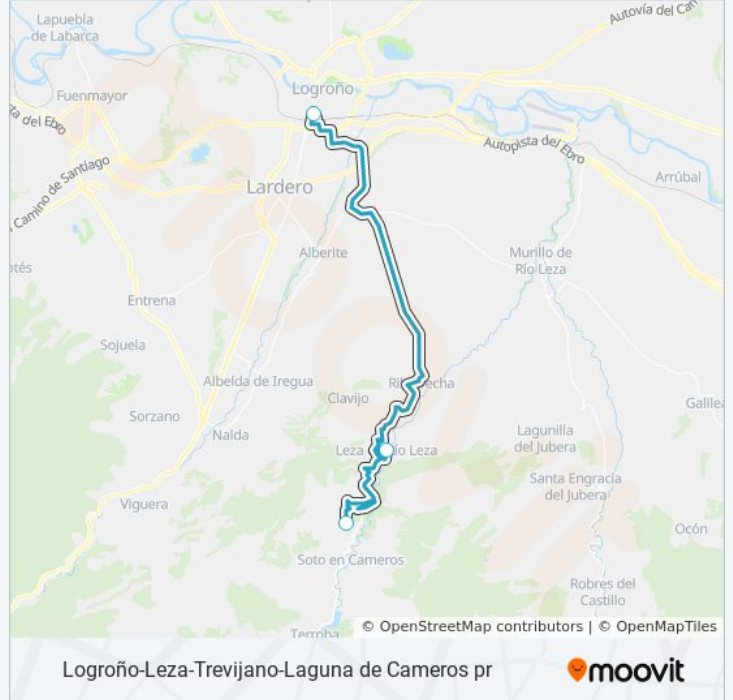 Lapuebla
de Labarca
Autovía del Cam
Logroño
Fuenmayor
sta del Ebro
Autopista del Ebro
Camino de Santiago
Lardero
Arrúbal
Alberite
Murillo de
Río Leza
otés
Entrena
Sojuela
Albelda de Iregua
Clavijo
Galilea
Sorzano
Nalda
Leza
Leza
Lagunilla
del Jubera
Santa Engracia
del Jubera
Viguera
Ocón
Soto en Cameros
Robres del
Castillo
Terroba
© OpenStreetMap contributors | © OpenMapTiles
Logroño-Leza-Trevijano-Laguna de Cameros pr
moovit